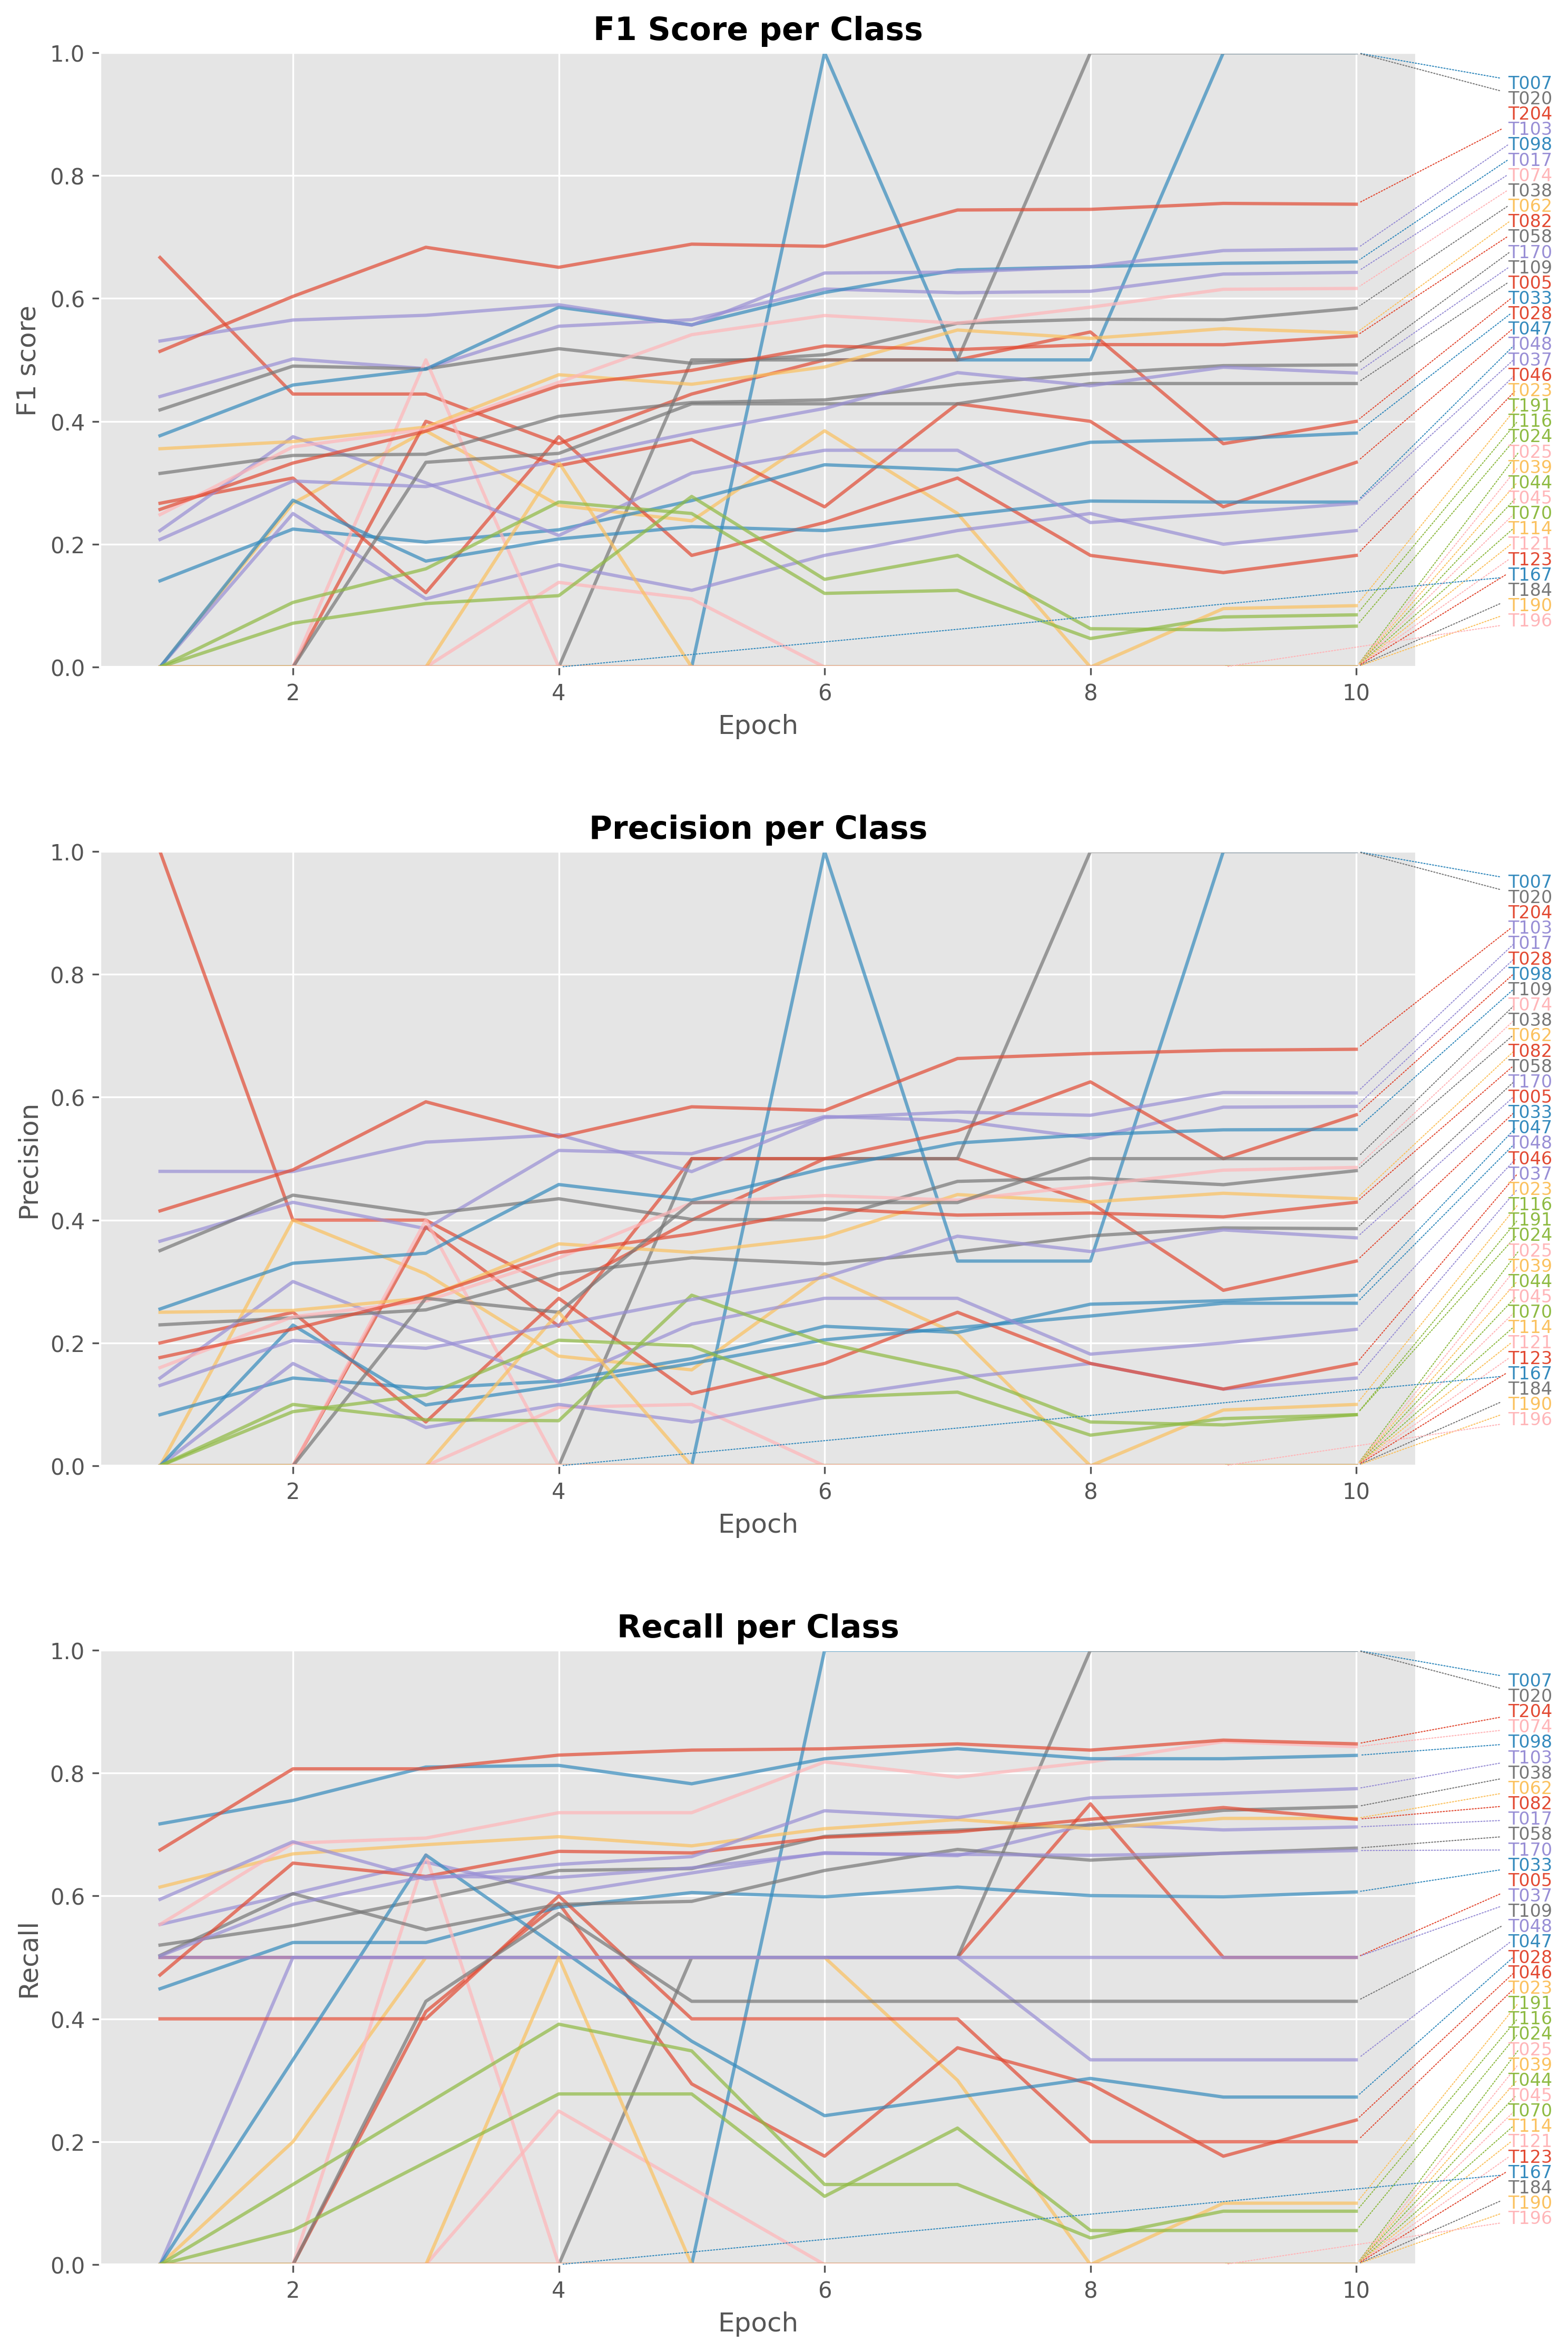 F1 Score per Class
1.0
0.8
0.6
0.4
0.2
0.0
F1 score
2 4 6 8 10
Epoch
T007
T020
T204
T103
T098
T017
T074
T038
T062
T082
T058
T170
T109
T005
T033
T028
T047
T048
T037
T046
T023
T191
T116
T024
T025
T039
T044
T045
T070
T114
T121
T123
T167
T184
T190
T196
Precision per Class
1.0
0.8
0.6
0.4
0.2
0.0
Precision
2 4 6 8 10
Epoch
T007
T020
T204
T103
T017
T028
T098
T109
T074
T038
T062
T082
T058
T170
T005
T033
T047
T048
T046
T037
T023
T116
T191
T024
T025
T039
T044
T045
T070
T114
T121
T123
T167
T184
T190
T196
Recall per Class
1.0
0.8
0.6
0.4
0.2
0.0
Recall
2 4 6 8 10
Epoch
T007
T020
T204
T074
T098
T103
T038
T062
T082
T017
T058
T170
T033
T005
T037
T109
T048
T047
T028
T046
T023
T191
T116
T024
T025
T039
T044
T045
T070
T114
T121
T123
T167
T184
T190
T196